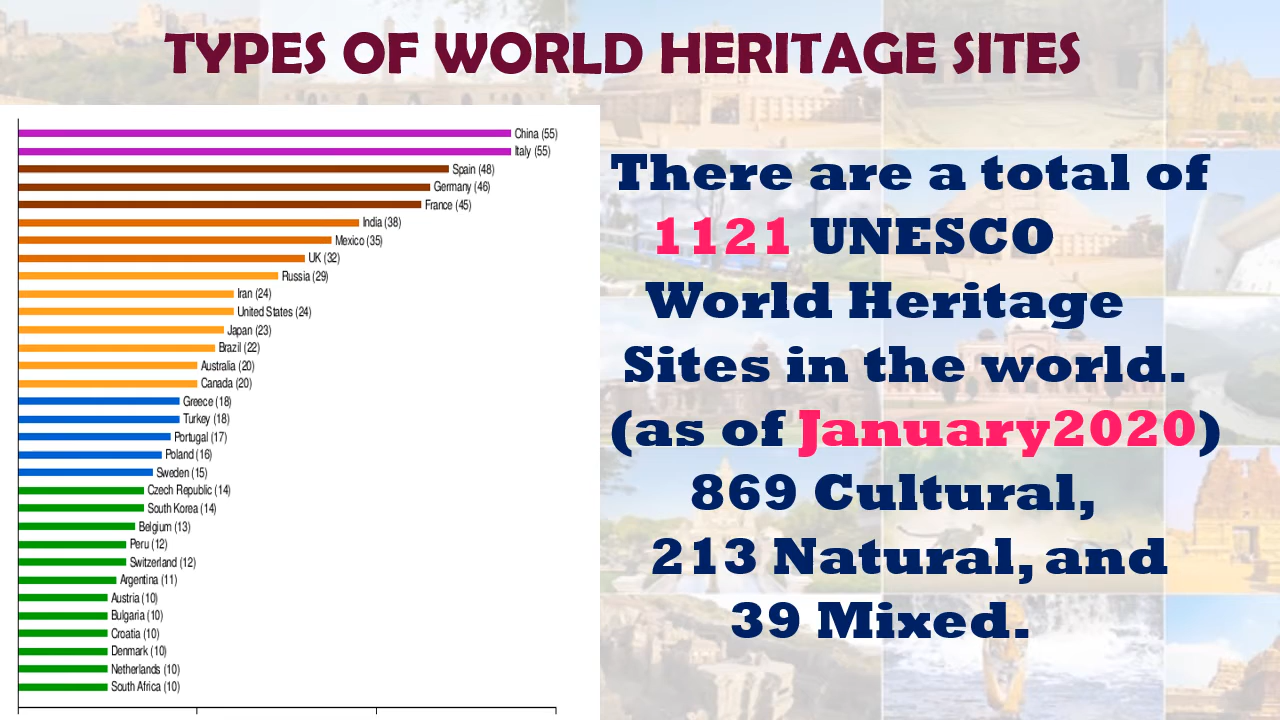 TYPES OF WORLD HERITAGE SITES
China (55)
Italy (55)
Spain (48)
Germany (46)
France (45)
India (38)
Mexico (35)
UK (32)
Russia (29)
Iran (24)
United States (24)
Japan (23)
Brazil (22)
Australia (20)
Canada (20)
Greece (18)
Turkey (18)
Portugal (17)
Poland (16)
Sweden (15)
Czech Republic (14)
South Korea (14)
Belgium (13)
Peru (12)
Switzerland (12)
Argentina (11)
Austria (10)
Bulgaria (10)
Croatia (10)
Denmark (10)
Netherlands (10)
South Africa (10)
There are a total of
1121 UNESCO
World Heritage
Sites in the world.
(as of January2020)
869 Cultural,
213 Natural, and
39 Mixed.